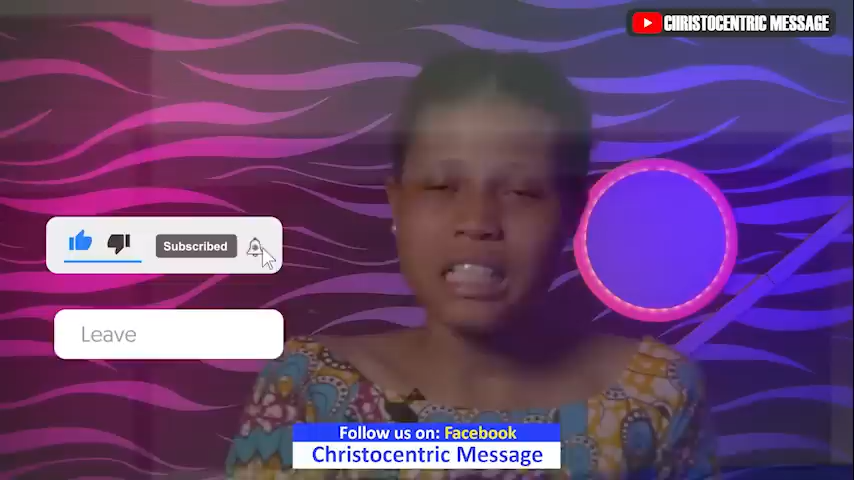 CHRISTOCENTRIC MESSAGE
Subscribed
Leave
Follow us on: Facebook
Christocentric Message